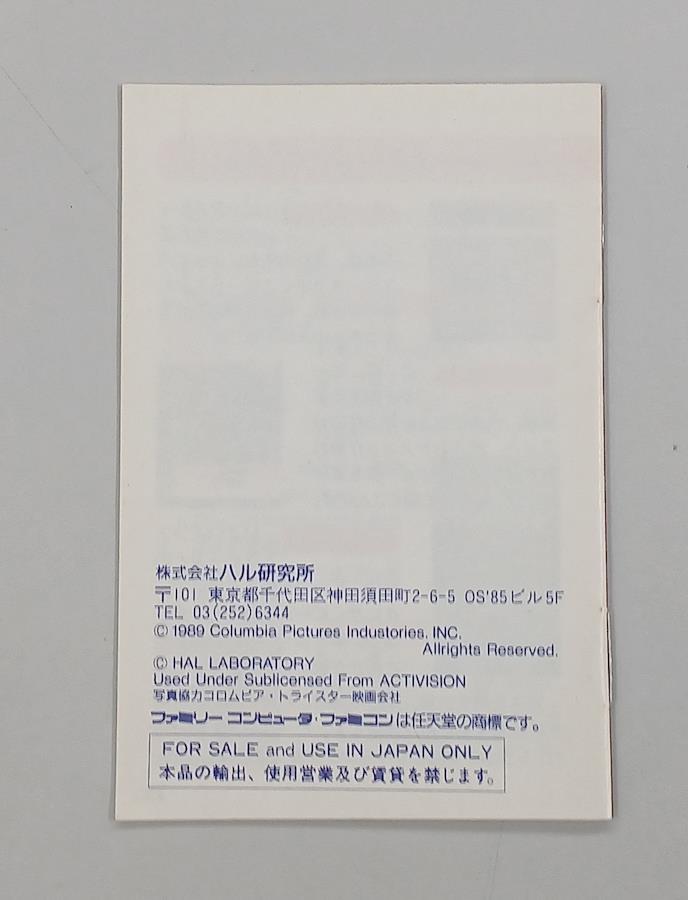 株式会社ハル研究所
〒101 東京都千代田区神田須田町2-6-5 OS'85ビル5F
TEL 03(252)6344
© 1989 Columbia Pictures Industories, INC.
Allrights Reserved.
© HAL LABORATORY
Used Under Sublicensed From ACTIVISION
写真協力コロムビア・トライスター映画会社
ファミリーコンピュータ・ファミコンは任天堂の商標です。
FOR SALE and USE IN JAPAN ONLY
本品の輸出、使用営業及び賃貸を禁じます。